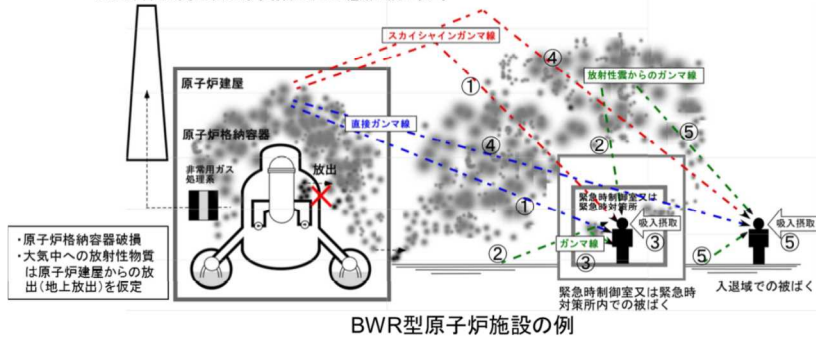 スカイシャインガンマ線
④
放射性雲からのガンマ線
原子炉建屋
①
直接ガンマ線
原子炉格納容器
④
②
⑤
非常用ガス
処理系
放出
緊急時制御室又は
緊急時対策所
①
吸入摂取
③
吸入摂取
⑤
・原子炉格納容器破損
・大気中への放射性物質
は原子炉建屋からの放
出(地上放出)を仮定
②
ガンマ線
③
⑤
緊急時制御室又は緊急時
対策所内での被ばく
入退域での被ばく
BWR型原子炉施設の例